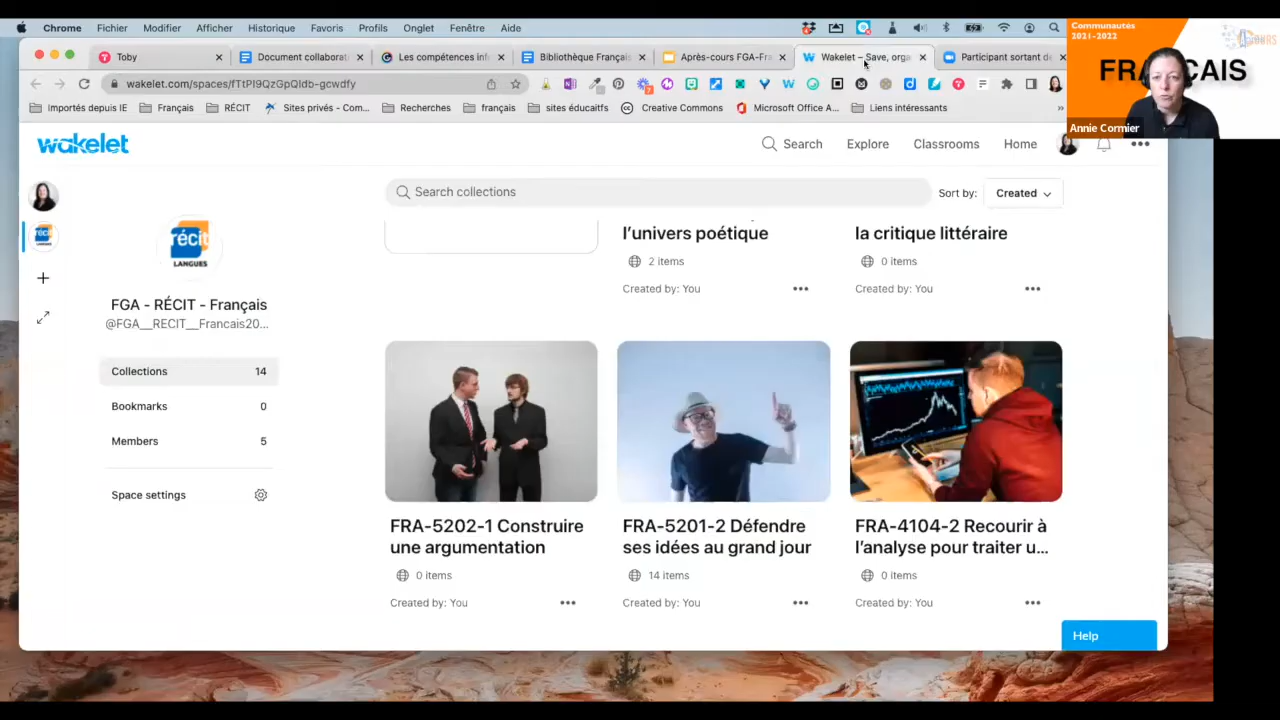 Chrome Fichier Modifier Afficher Historique Favoris Profils Onglet Fenêtre Aide
Toby
Document collaborati
Les compétences inf
Bibliothèque Français
Après-cours FGA-Fra
Wakelet – Save, orga
Participant sortant de
wakelet.com/spaces/fTtPI9QzGpQIdb-gcwdfy
Importés depuis IE Français RÉCIT Sites privés - Com... Recherches français sites éducaitfs Creative Commons Microsoft Office A... Liens intéressants »
Communautés
2021-2022
FRANÇAIS
Annie Cormier
wakelet
Search Explore Classrooms Home
Search collections
Sort by: Created
récit
LANGUES
FGA - RÉCIT - Français
@FGA__RECIT__Francais20...
Collections 14
Bookmarks 0
Members 5
Space settings
l’univers poétique
2 items
Created by: You
la critique littéraire
0 items
Created by: You
FRA-5202-1 Construire
une argumentation
0 items
Created by: You
FRA-5201-2 Défendre
ses idées au grand jour
14 items
Created by: You
FRA-4104-2 Recourir à
l’analyse pour traiter u...
0 items
Created by: You
Help